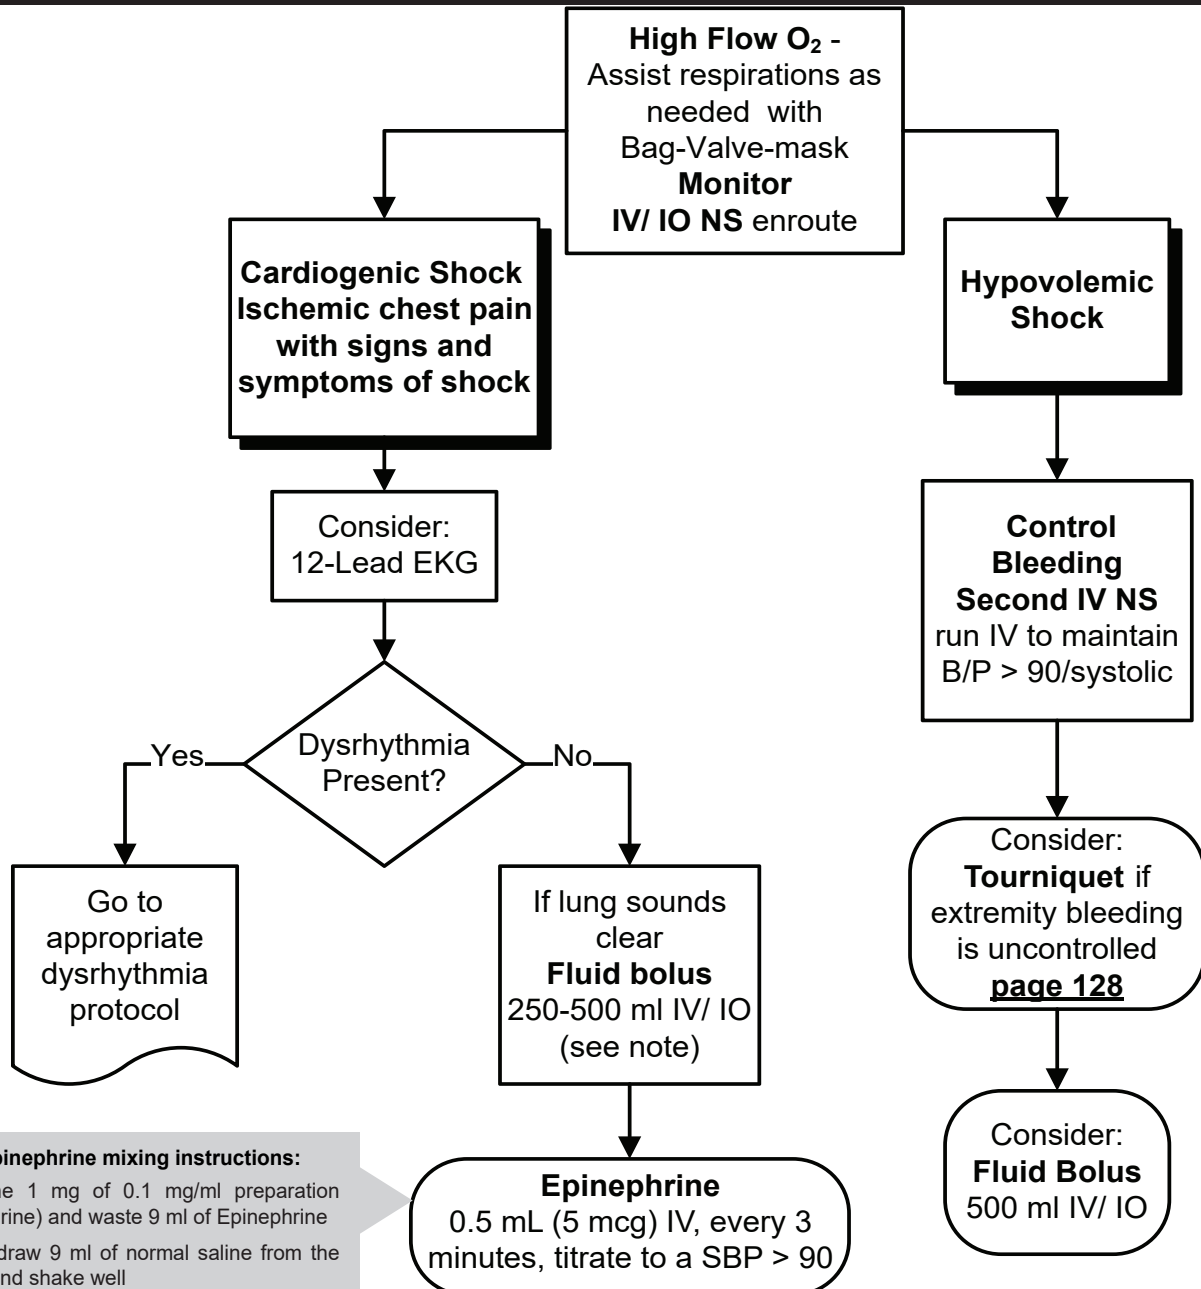 High Flow O₂ -
Assist respirations as
needed with
Bag-Valve-mask
Monitor
IV/ IO NS enroute
Cardiogenic Shock
Ischemic chest pain
with signs and
symptoms of shock
Hypovolemic
Shock
Consider:
12-Lead EKG
Control
Bleeding
Second IV NS
run IV to maintain
B/P > 90/systolic
Dysrhythmia
Present?
Yes
No
Go to
appropriate
dysrhythmia
protocol
If lung sounds
clear
Fluid bolus
250-500 ml IV/ IO
(see note)
Consider:
Tourniquet if
extremity bleeding
is uncontrolled
page 128
Consider:
Fluid Bolus
500 ml IV/ IO
mixing instructions:
1 mg of 0.1 mg/ml preparation
and waste 9 ml of Epinephrine
draw 9 ml of normal saline from the
shake well
Epinephrine
0.5 mL (5 mcg) IV, every 3
minutes, titrate to a SBP > 90